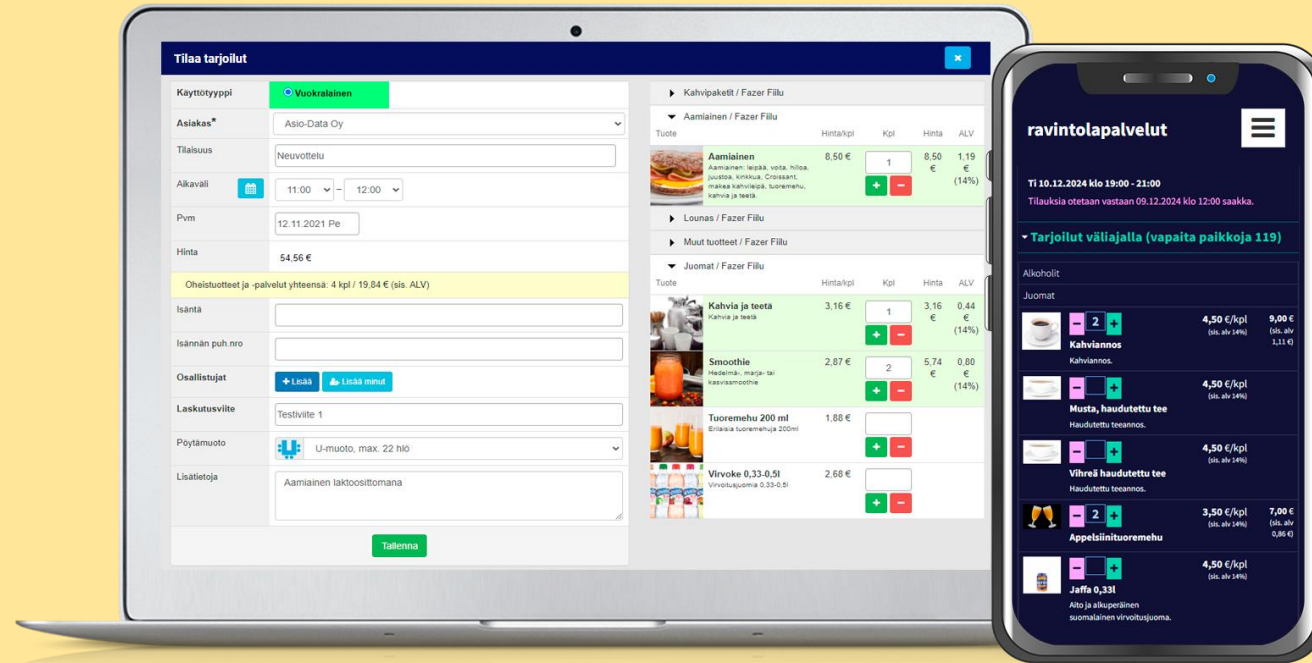 Tilaa tarjoilut
Käyttötyyppi
Vuokralainen
Asiakas*
Asio-Data Oy
Tilaisuus
Neuvottelu
Aikaväli
11:00 – 12:00
Pvm
12.11.2021 Pe
Hinta
54,56 €
Oheistuotteet ja -palvelut yhteensä: 4 kpl / 19,84 € (sis. ALV)
Isäntä
Isännän puh.nro
Osallistujat
+ Lisää
Lisää minut
Laskutusviite
Testiviite 1
Pöytämuoto
U-muoto, max. 22 hlö
Lisätietoja
Aamiainen laktoosittomana
Tallenna
Kahvipaketit / Fazer Fiilu
Aamiainen / Fazer Fiilu
Tuote Hinta/kpl Kpl Hinta ALV
Aamiainen 8,50 € 1 8,50 € 1,19 € (14%)
Aamiainen: leipää, voita, hilloa,
juustoa, kinkkua, Croissant,
makea kahvileipä, tuoremehu,
kahvia ja teetä.
Lounas / Fazer Fiilu
Muut tuotteet / Fazer Fiilu
Juomat / Fazer Fiilu
Tuote Hinta/kpl Kpl Hinta ALV
Kahvia ja teetä 3,16 € 1 3,16 € 0,44 € (14%)
Kahvia ja teetä
Smoothie 2,87 € 2 5,74 € 0,80 € (14%)
Hedelmä-, marja- tai
kasvissmoothie
Tuoremehu 200 ml 1,88 €
Erilaisia tuoremehuja 200ml
Virvoke 0,33-0,5l 2,68 €
Virvoitusjuomia 0,33-0,5l
ravintolapalvelut
Ti 10.12.2024 klo 19:00 - 21:00
Tilauksia otetaan vastaan 09.12.2024 klo 12:00 saakka.
Tarjoilut väliajalla (vapaita paikkoja 119)
Alkoholit
Juomat
2 4,50 €/kpl 9,00 €
(sis. alv 14%) (sis. alv 1,11 €)
Kahviannos
Kahviannos.
4,50 €/kpl
(sis. alv 14%)
Musta, haudutettu tee
Haudutettu teeannos.
4,50 €/kpl
(sis. alv 14%)
Vihreä haudutettu tee
Haudutettu teeannos.
2 3,50 €/kpl 7,00 €
(sis. alv 14%) (sis. alv 0,86 €)
Appelsiinituoremehu
4,50 €/kpl
(sis. alv 14%)
Jaffa 0,33l
Aito ja alkuperäinen
suomalainen virvoitusjuoma.